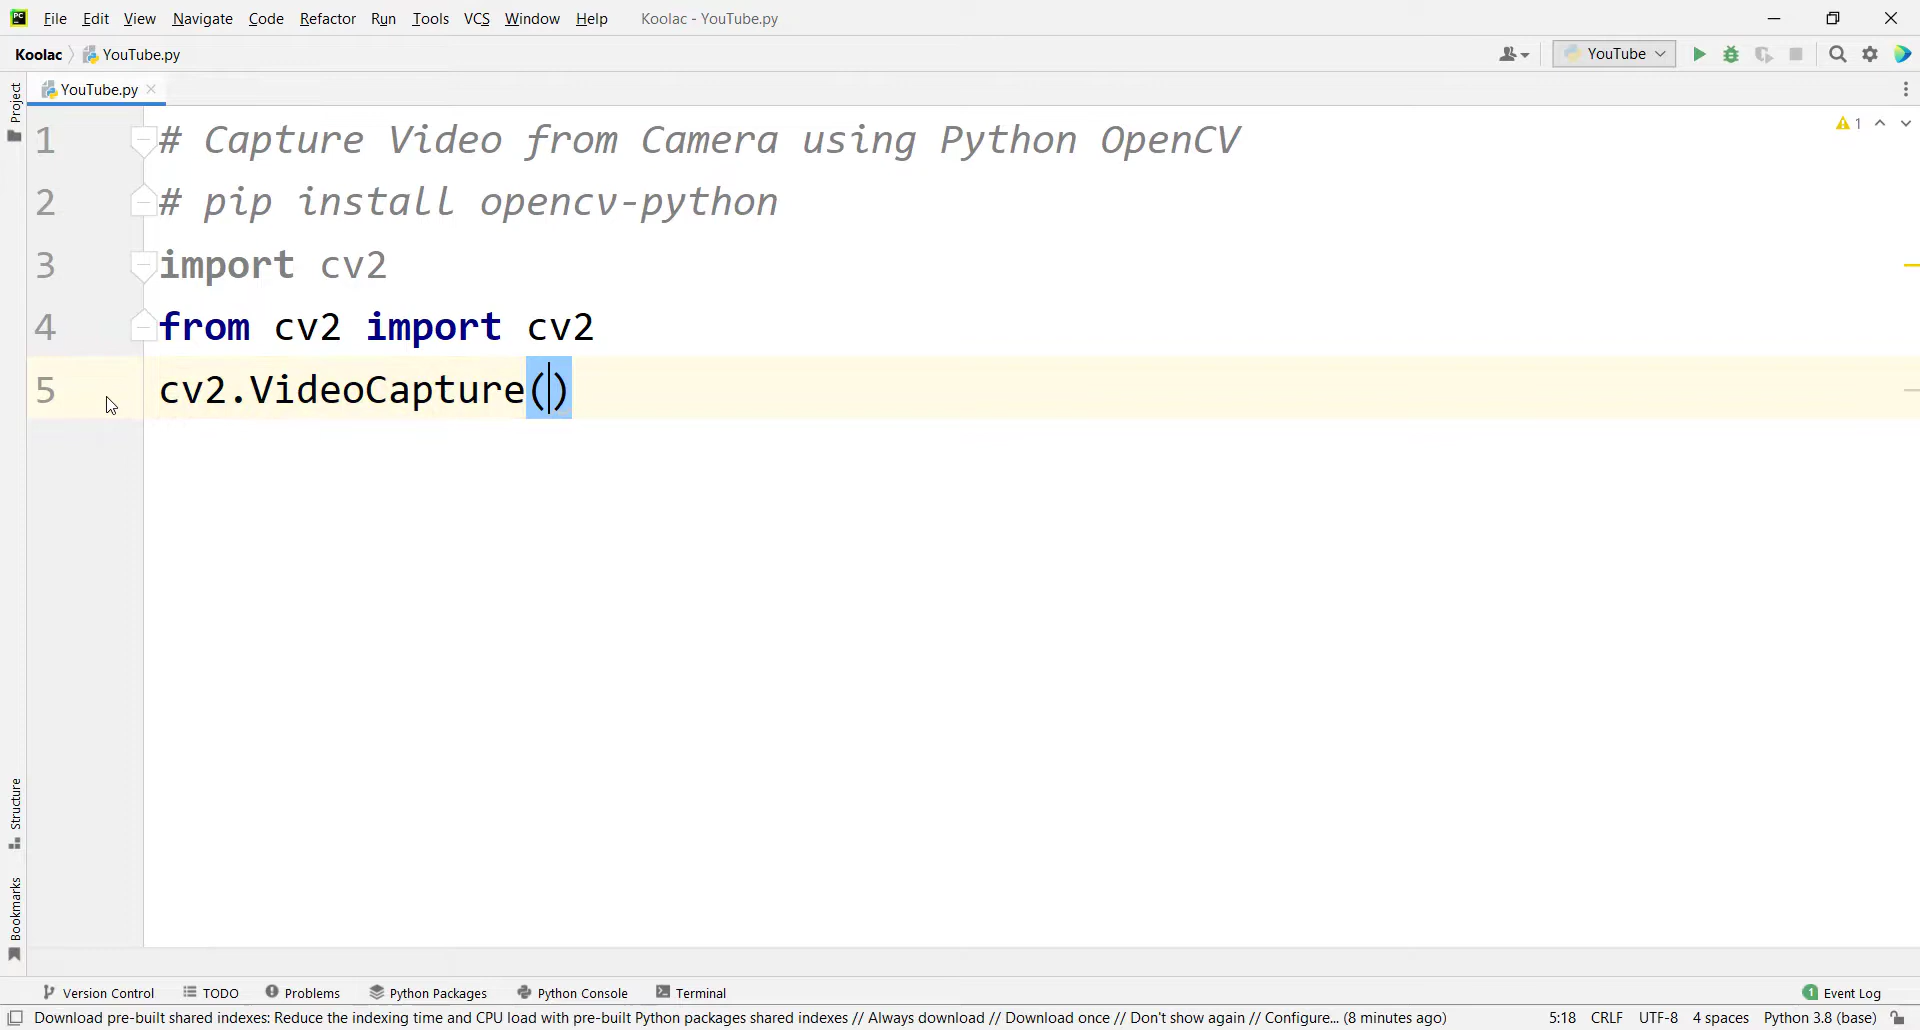 File Edit View Navigate Code Refactor Run Tools VCS Window Help Koolac - YouTube.py
Koolac YouTube.py YouTube
Project YouTube.py
1 # Capture Video from Camera using Python OpenCV 1
2 # pip install opencv-python
3 import cv2
4 from cv2 import cv2
5 cv2.VideoCapture()
Structure
Bookmarks
Version Control TODO Problems Python Packages Python Console Terminal 1 Event Log
Download pre-built shared indexes: Reduce the indexing time and CPU load with pre-built Python packages shared indexes // Always download // Download once // Don't show again // Configure... (8 minutes ago) 5:18 CRLF UTF-8 4 spaces Python 3.8 (base)